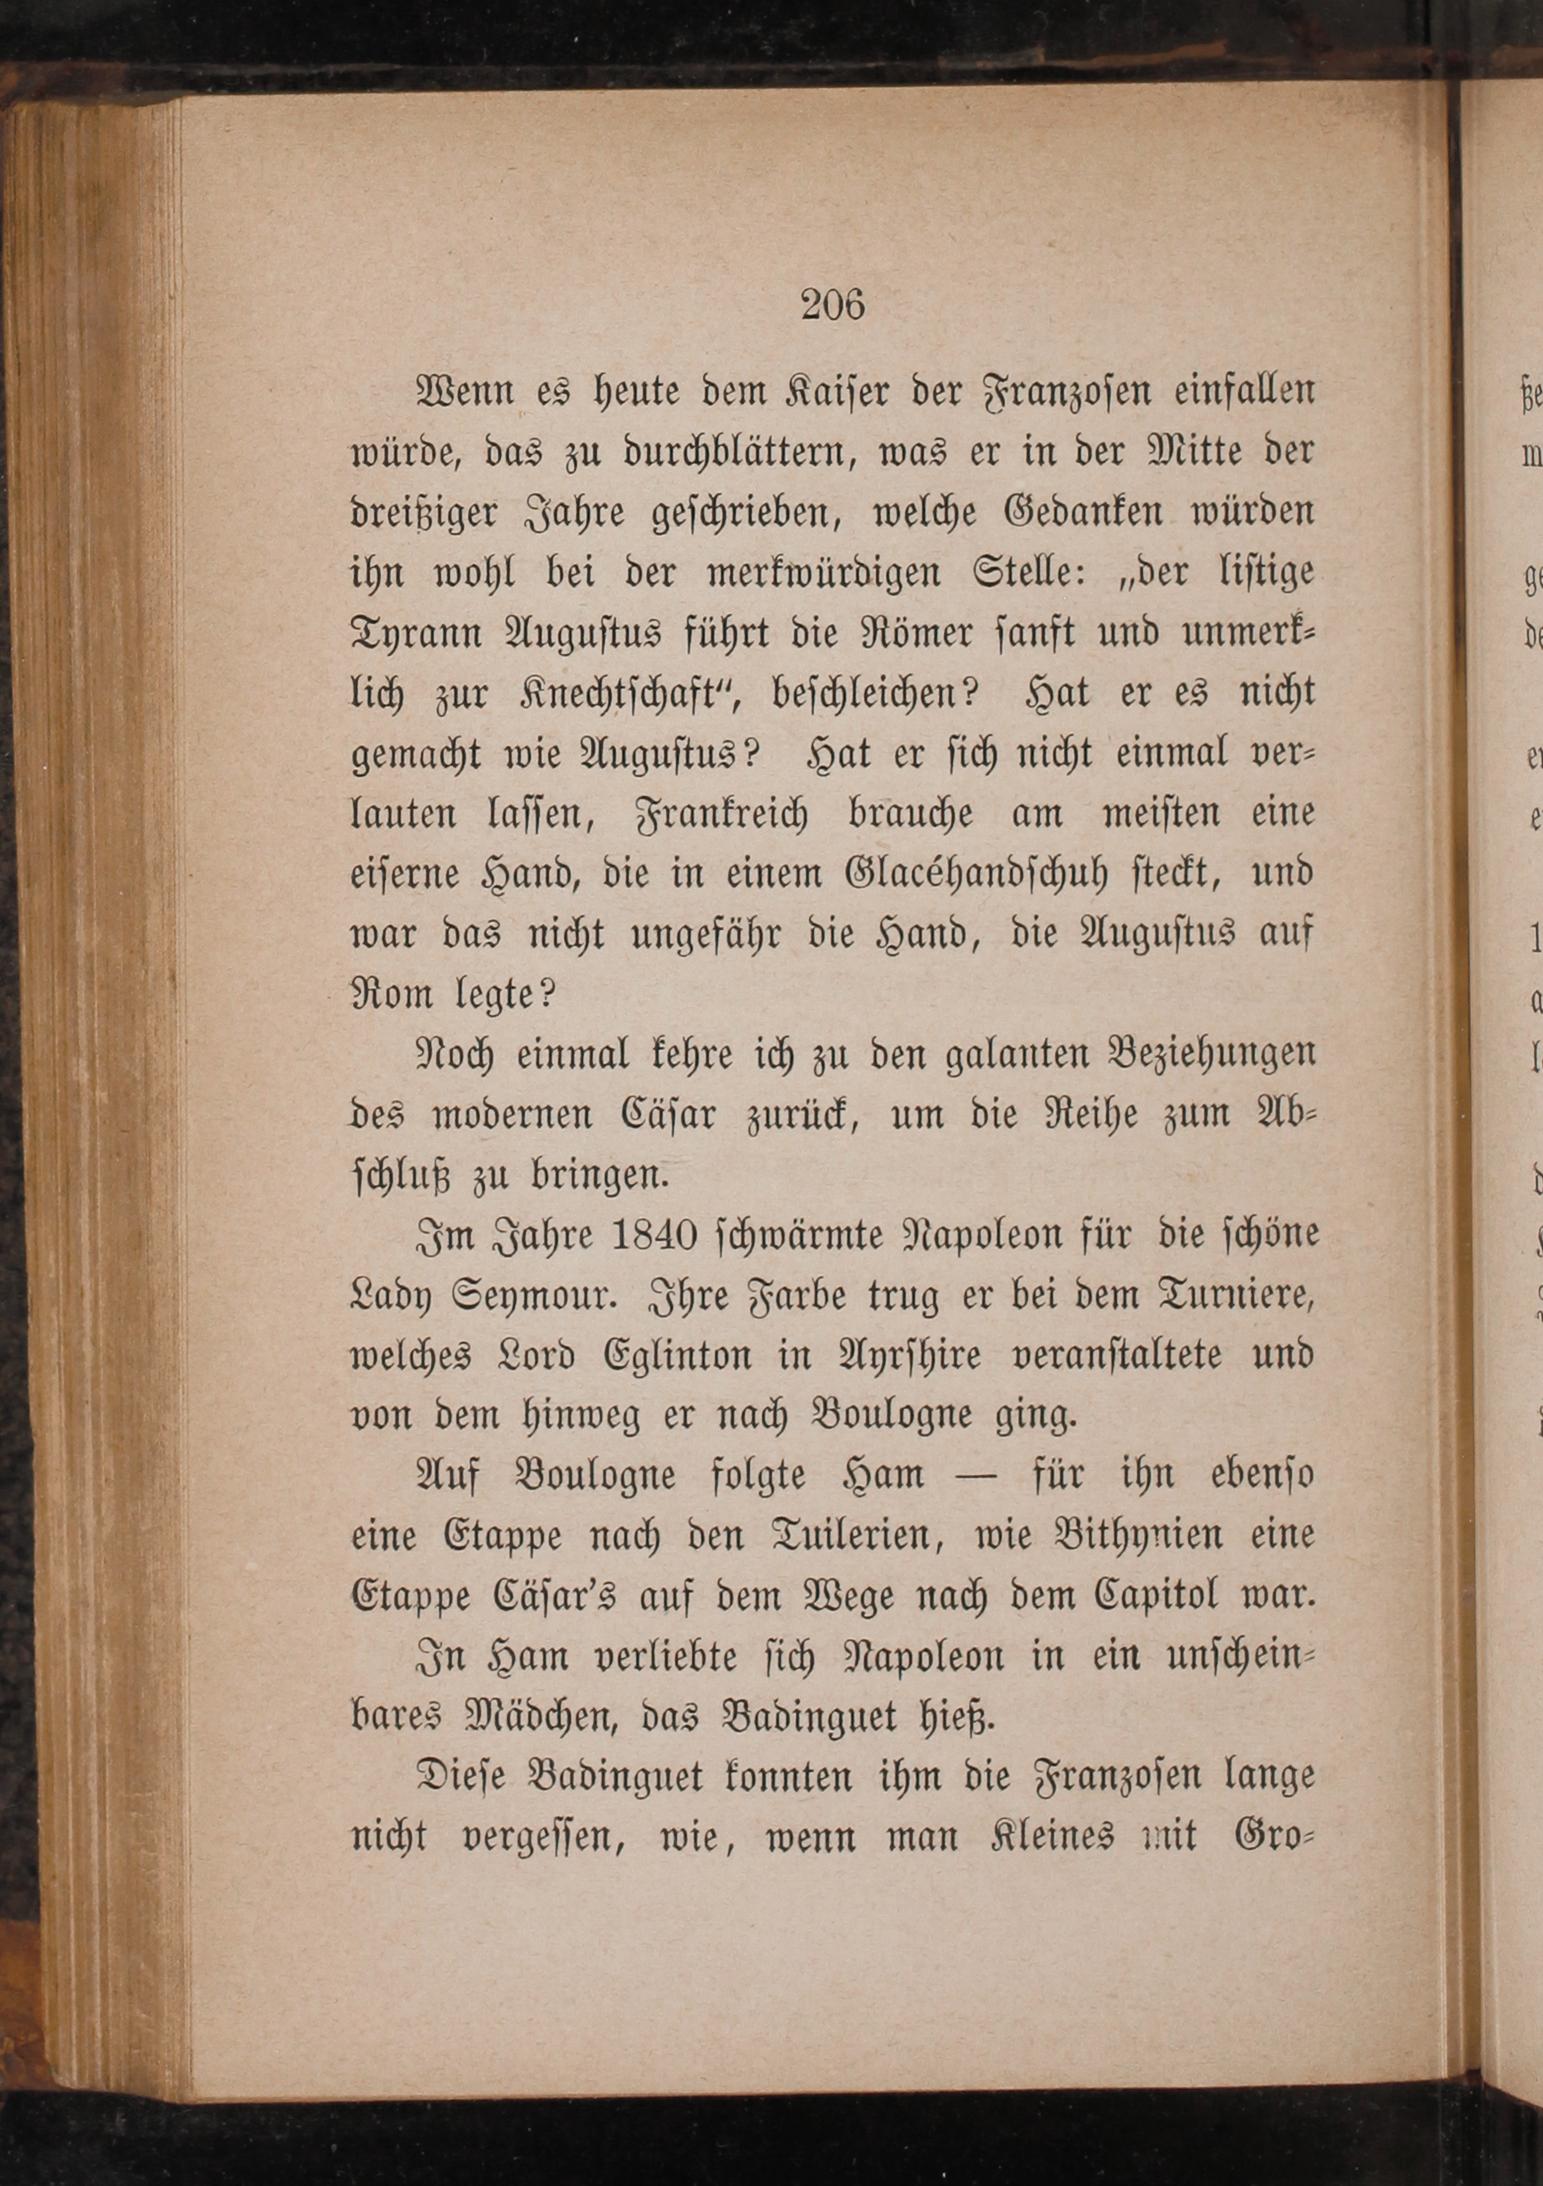 206
Wenn es heute dem Kaiſer der Franzoſen einfallen
würde, das zu durchblättern, was er in der Mitte der
dreißiger Jahre geſchrieben, welche Gedanken würden
ihn wohl bei der merkwürdigen Stelle: „der liſtige
Tyrann Auguſtus führt die Römer ſanft und unmerk⸗
lich zur Knechtſchaft“, beſchleichen? Hat er es nicht
gemacht wie Auguſtus? Hat er ſich nicht einmal ver⸗
lauten laſſen, Frankreich brauche am meiſten eine
eiſerne Hand, die in einem Glacéhandſchuh ſteckt, und
war das nicht ungefähr die Hand, die Auguſtus auf
Rom legte?
Noch einmal kehre ich zu den galanten Beziehungen
des modernen Cäſar zurück, um die Reihe zum Ab⸗
ſchluß zu bringen.
Im Jahre 1840 ſchwärmte Napoleon für die ſchöne
Lady Seymour. Ihre Farbe trug er bei dem Turniere,
welches Lord Eglinton in Ayrſhire veranſtaltete und
von dem hinweg er nach Boulogne ging.
Auf Boulogne folgte Ham — für ihn ebenſo
eine Etappe nach den Tuilerien, wie Bithynien eine
Etappe Cäſar’s auf dem Wege nach dem Capitol war.
In Ham verliebte ſich Napoleon in ein unſchein⸗
bares Mädchen, das Badinguet hieß.
Dieſe Badinguet konnten ihm die Franzoſen lange
nicht vergeſſen, wie, wenn man Kleines mit Gro⸗